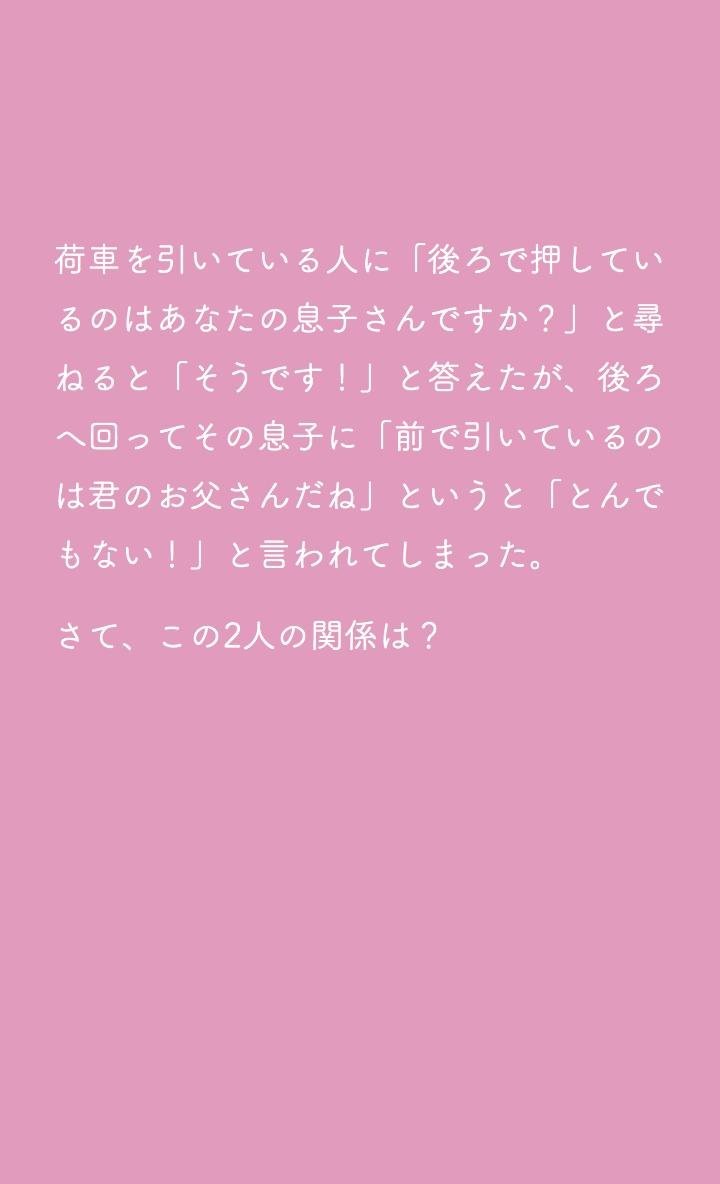 荷車を引いている人に「後ろで押してい
るのはあなたの息子さんですか？」と尋
ねると「そうです！」と答えたが、後ろ
へ回ってその息子に「前で引いているの
は君のお父さんだね」というと「とんで
もない！」と言われてしまった。
さて、この2人の関係は？